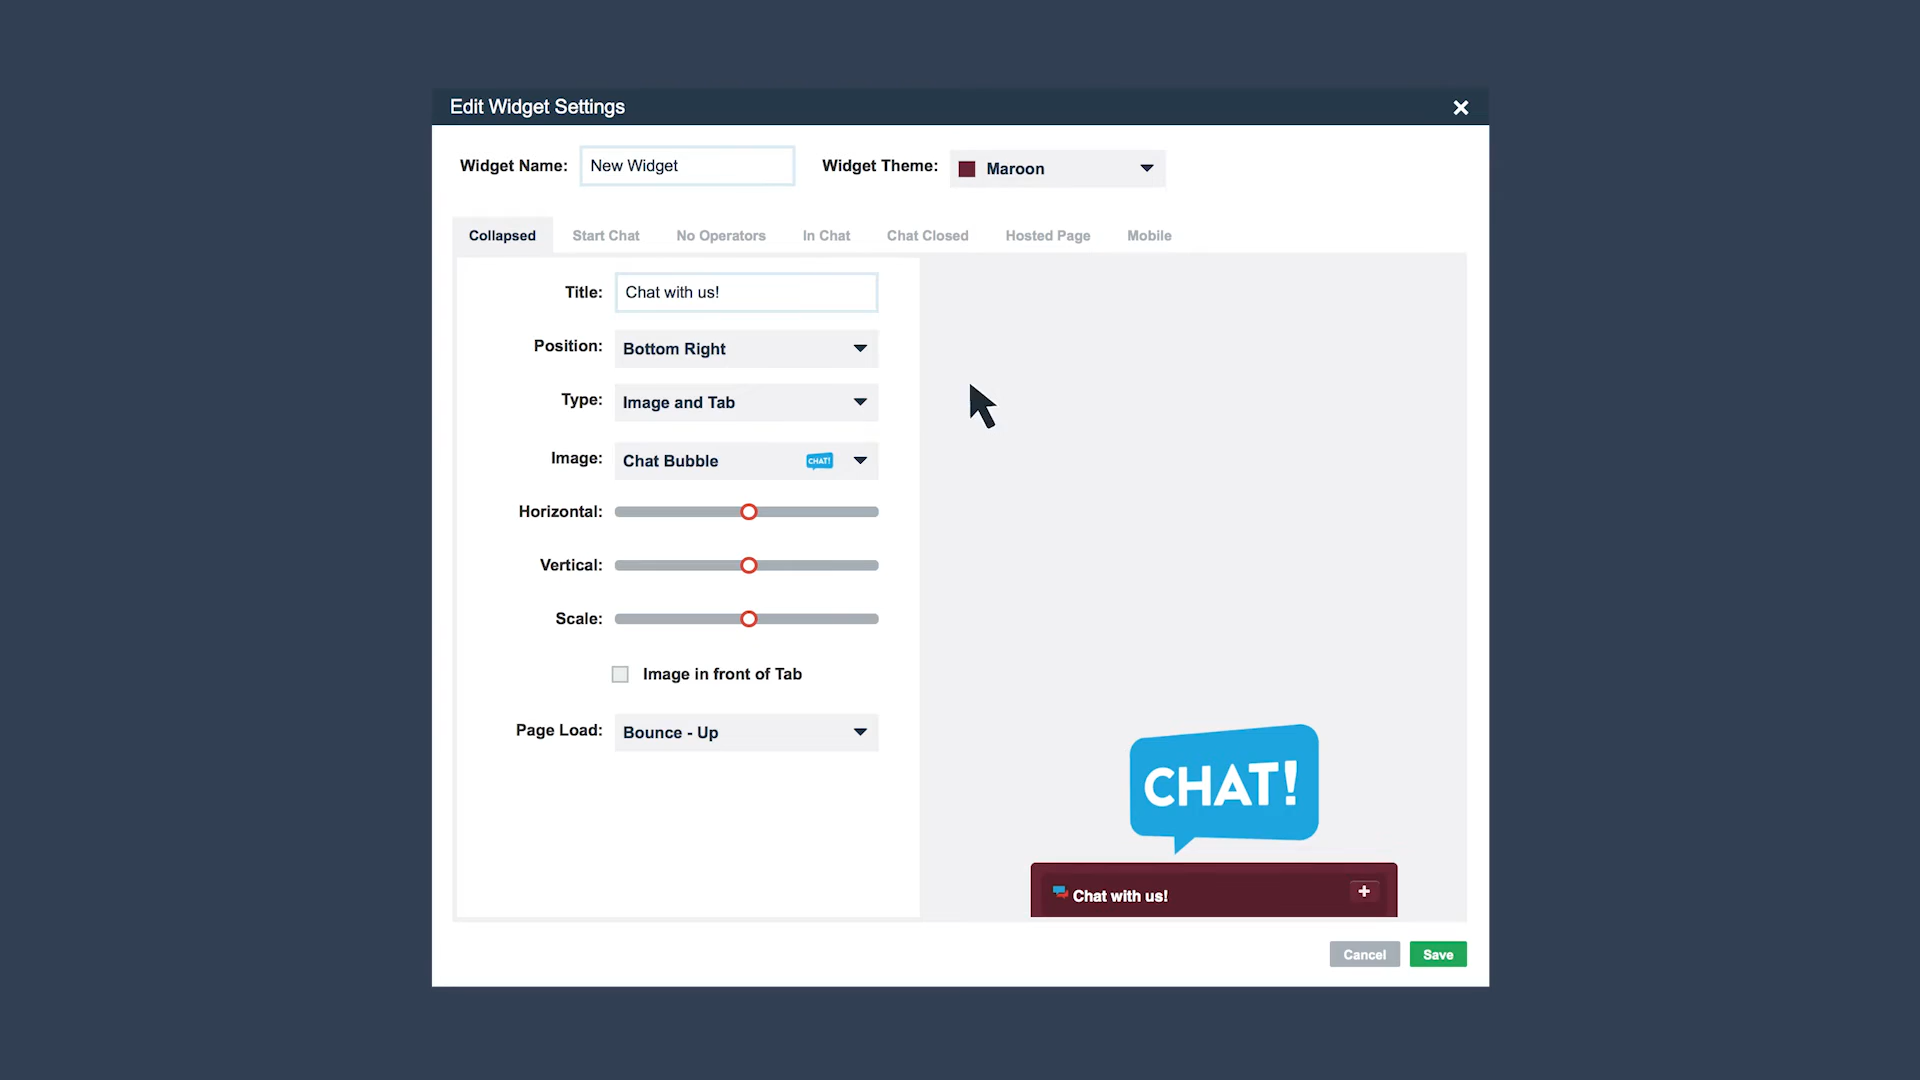 Edit Widget Settings
Widget Name: New Widget Widget Theme: Maroon
Collapsed Start Chat No Operators In Chat Chat Closed Hosted Page Mobile
Title: Chat with us!
Position: Bottom Right
Type: Image and Tab
Image: Chat Bubble CHAT!
Horizontal:
Vertical:
Scale:
Image in front of Tab
Page Load: Bounce - Up
CHAT!
Chat with us!
Cancel Save